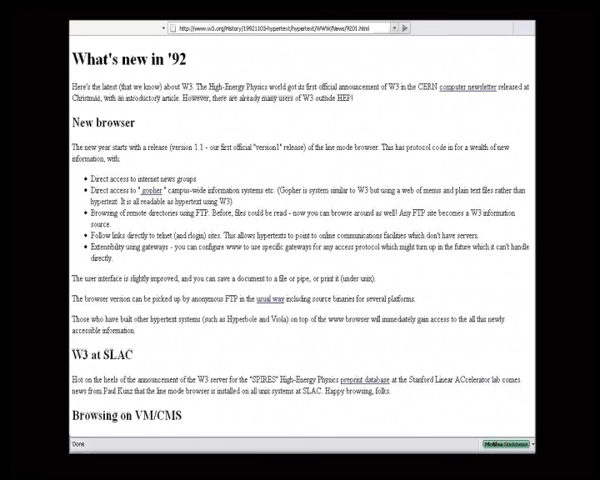 http://www.w3.org/History/19921103-hypertext/hypertext/WWW/News/9201.html
What's new in '92
Here's the latest (that we know) about W3. The High-Energy Physics world got its first official announcement of W3 in the CERN computer newsletter released at
Christmas, with an introductory article. However, there are already many users of W3 outside HEP!
New browser
The new year starts with a release (version 1.1 - our first official "version1" release) of the line mode browser. This has protocol code in for a wealth of new
information, with:
• Direct access to internet news groups
• Direct access to " gopher " campus-wide information systems etc. (Gopher is system similar to W3 but using a web of menus and plain text files rather than
hypertext. It is all readable as hypertext using W3)
• Browsing of remote directories using FTP. Before, files could be read - now you can browse around as well! Any FTP site becomes a W3 information
source.
• Follow links directly to telnet (and rlogin) sites. This allows hypertexts to point to online communications facilities which don't have servers.
• Extensibility using gateways - you can configure www to use specific gateways for any access protocol which might turn up in the future which it can't handle
directly.
The user interface is slightly improved, and you can save a document to a file or pipe, or print it (under unix).
The browser version can be picked up by anonymous FTP in the usual way including source binaries for several platforms.
Those who have built other hypertext systems (such as Hyperbole and Viola) on top of the www browser will immediately gain access to the all this newly
accessible information.
W3 at SLAC
Hot on the heels of the announcement of the W3 server for the "SPIRES" High-Energy Physics preprint database at the Stanford Linear ACcelerator lab comes
news from Paul Kunz that the line mode browser is installed on all unix systems at SLAC. Happy browsing, folks.
Browsing on VM/CMS
Done
McAfee SiteAdvisor